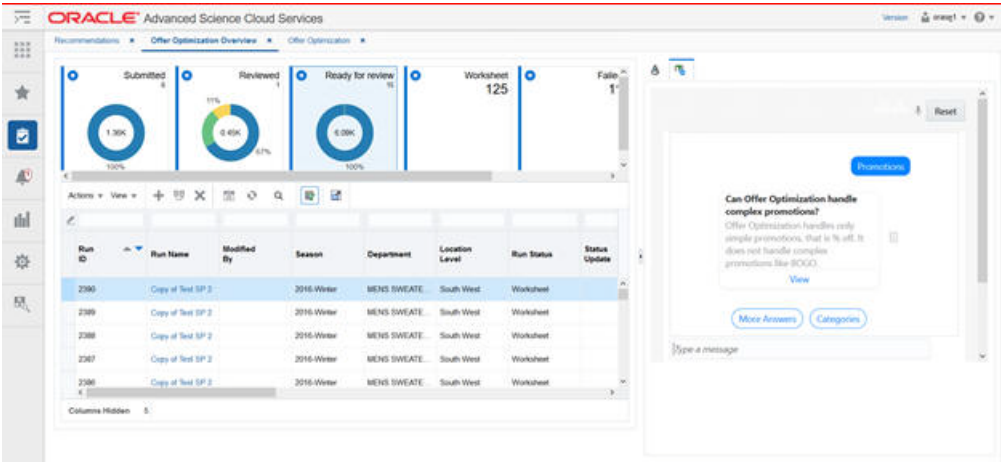 ORACLE Advanced Science Cloud Services
Version orareg1
Recommendations Offer Optimization Overview Offer Optimization
Submitted
6
1.36K
100%
Reviewed
1
11%
0.45K
67%
Ready for review
15
6.09K
100%
Worksheet
125
Faile
Actions View
Run ID Run Name Modified By Season Department Location Level Run Status Status Update
2390 Copy of Test SP 2 2016-Winter MENS SWEATE... South West Worksheet
2389 Copy of Test SP 2 2016-Winter MENS SWEATE... South West Worksheet
2388 Copy of Test SP 2 2016-Winter MENS SWEATE... South West Worksheet
2387 Copy of Test SP 2 2016-Winter MENS SWEATE... South West Worksheet
2386 Copy of Test SP 2 2016-Winter MENS SWEATE... South West Worksheet
Columns Hidden 5
Reset
Promotions
Can Offer Optimization handle
complex promotions?
Offer Optimization handles only
simple promotions, that is % off. It
does not handle complex
promotions like BOGO.
View
More Answers Categories
Type a message